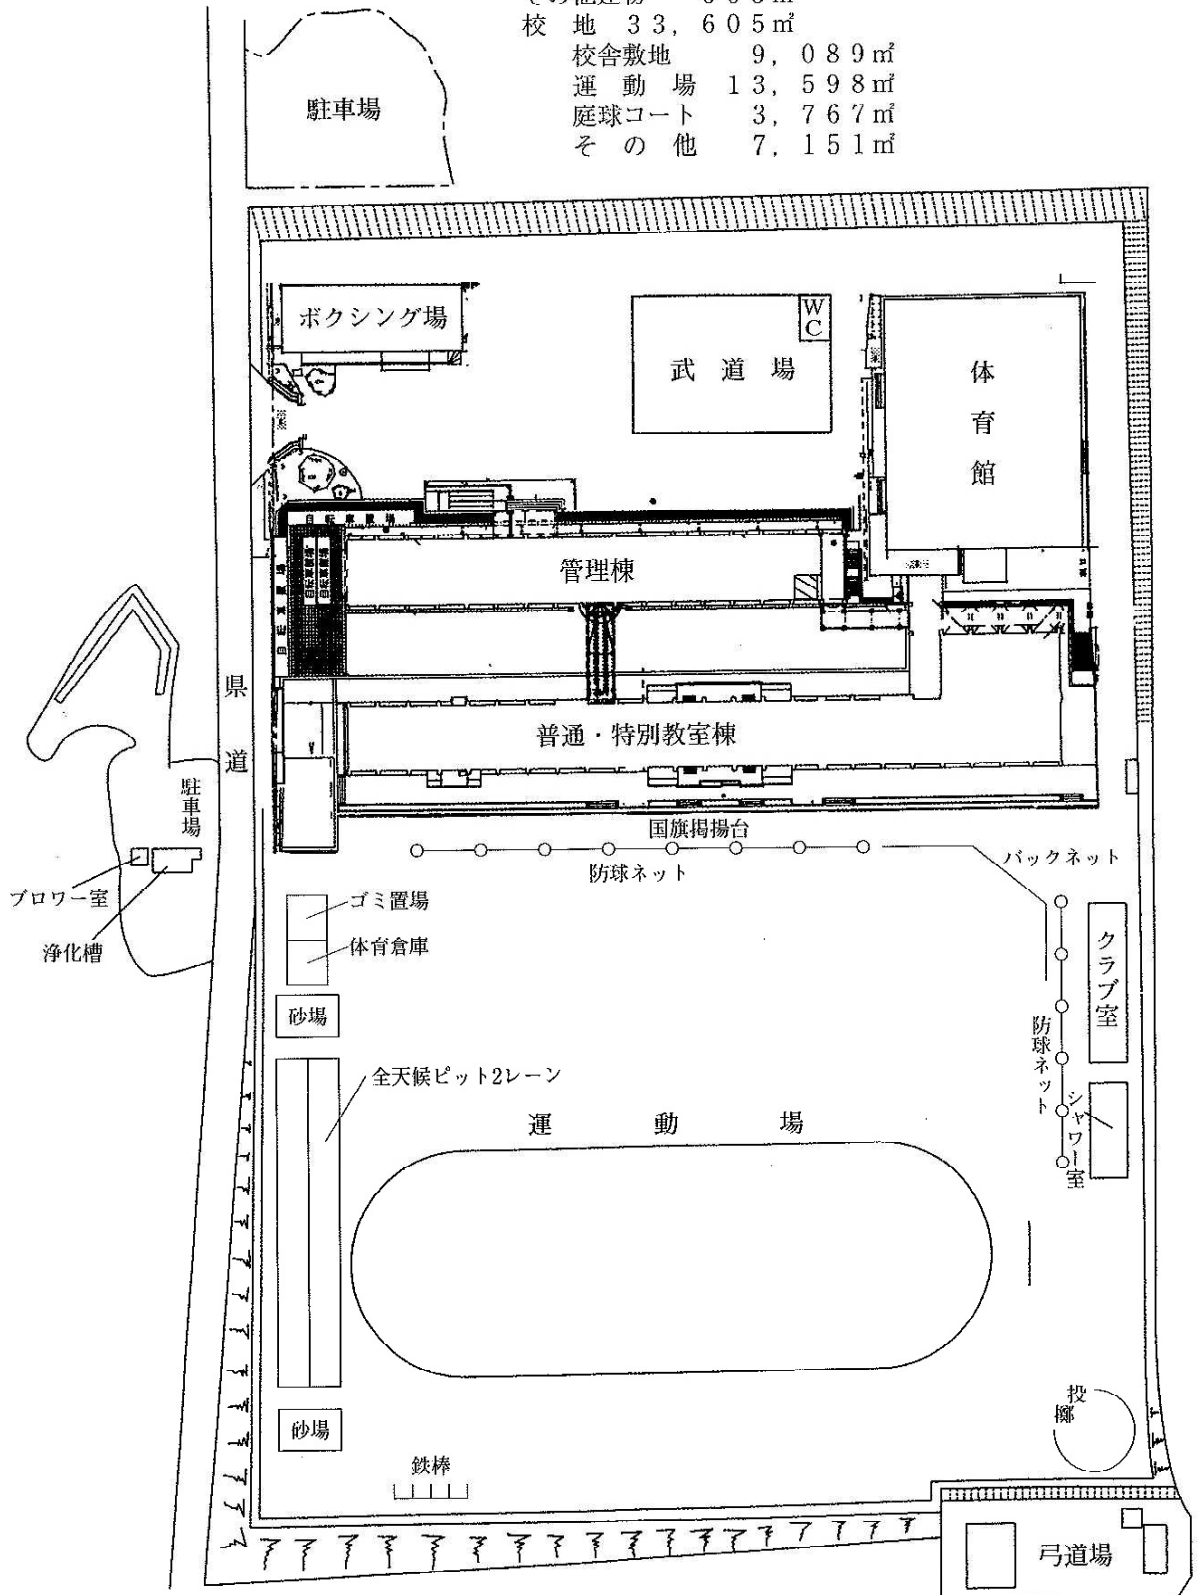 校 地 33,605㎡
校舎敷地 9,089㎡
運動場 13,598㎡
庭球コート 3,767㎡
その他 7,151㎡
駐車場
ボクシング場
武道場
WC
体育館
自転車置場
管理棟
県道
普通・特別教室棟
駐車場
国旗掲揚台
防球ネット
バックネット
ブロワー室
浄化槽
ゴミ置場
体育倉庫
クラブ室
砂場
防球ネット
全天候ピット2レーン
シャワー室
運動場
投擲
砂場
鉄棒
弓道場